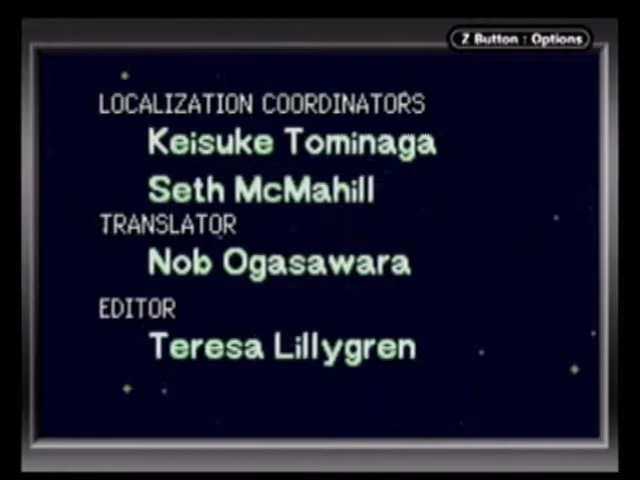 Z Button : Options
LOCALIZATION COORDINATORS
Keisuke Tominaga
Seth McMahill
TRANSLATOR
Nob Ogasawara
EDITOR
Teresa Lillygren